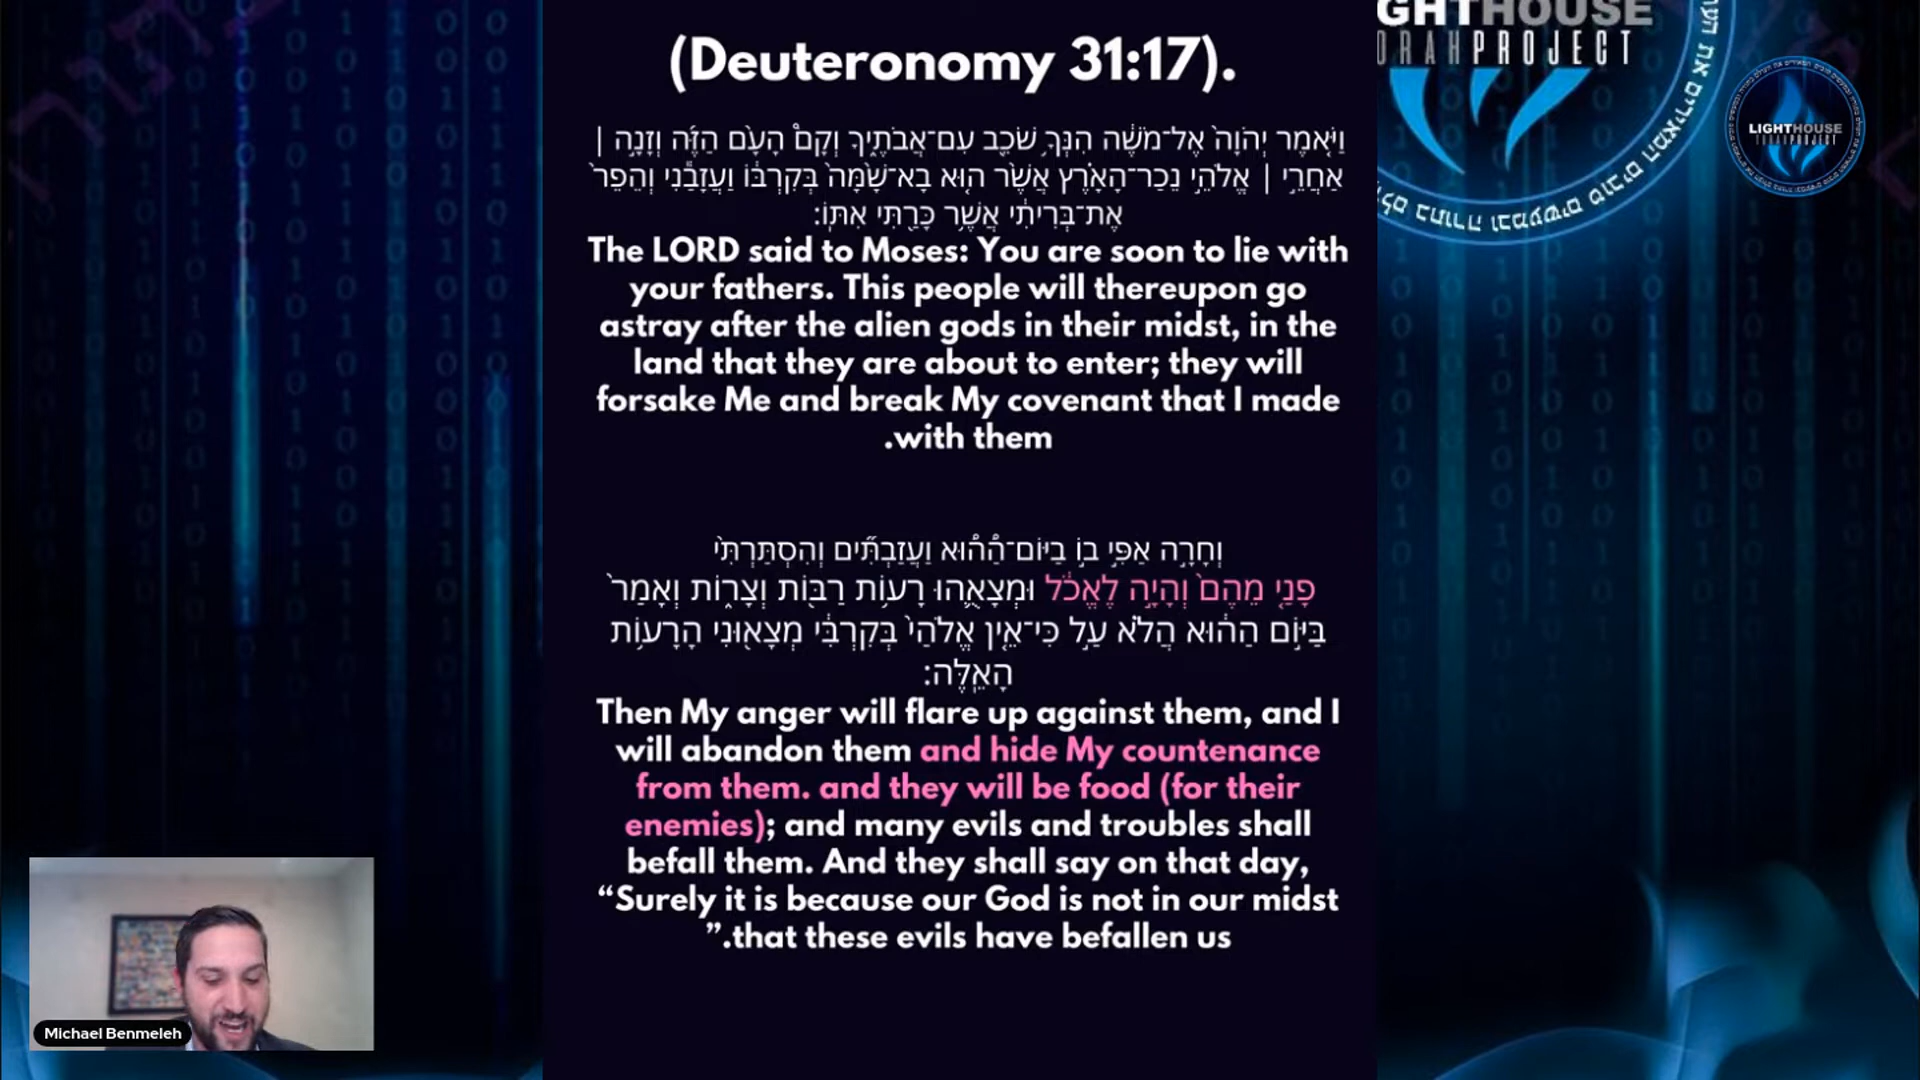 (Deuteronomy 31:17).
וַיֹּ֤אמֶר יְהֹוָה֙ אֶל־מֹשֶׁ֔ה הִנְּךָ֥ שֹׁכֵ֖ב עִם־אֲבֹתֶ֑יךָ וְקָם֩ הָעָ֨ם הַזֶּ֜ה וְזָנָ֣ה |
אַחֲרֵ֣י | אֱלֹהֵ֣י נֵכַר־הָאָ֗רֶץ אֲשֶׁ֨ר ה֤וּא בָא־שָׁ֙מָּה֙ בְּקִרְבּ֔וֹ וַעֲזָבַ֕נִי וְהֵפֵר֙
אֶת־בְּרִיתִ֔י אֲשֶׁ֥ר כָּרַ֖תִּי אִתּֽוֹ:
The LORD said to Moses: You are soon to lie with
your fathers. This people will thereupon go
astray after the alien gods in their midst, in the
land that they are about to enter; they will
forsake Me and break My covenant that I made
.with them
וְחָרָ֣ה אַפִּ֣י ב֣וֹ בַיּוֹם־הַ֠ה֠וּא וַעֲזַבְתִּ֞ים וְהִסְתַּרְתִּ֨י
פָנַ֤י מֵהֶם֙ וְהָיָ֣ה לֶאֱכֹ֔ל וּמְצָאֻ֛הוּ רָע֥וֹת רַבּ֖וֹת וְצָר֑וֹת וְאָמַר֙
בַּיּ֣וֹם הַה֔וּא הֲלֹ֗א עַ֣ל כִּי־אֵ֤ין אֱלֹהַי֙ בְּקִרְבִּ֔י מְצָא֖וּנִי הָרָע֥וֹת
הָאֵֽלֶּה:
Then My anger will flare up against them, and I
will abandon them and hide My countenance
from them. and they will be food (for their
enemies); and many evils and troubles shall
befall them. And they shall say on that day,
“Surely it is because our God is not in our midst
”.that these evils have befallen us
Michael Benmeleh
GHTHOUSE
ORAHPROJECT
LIGHTHOUSE
TORAHPROJECT